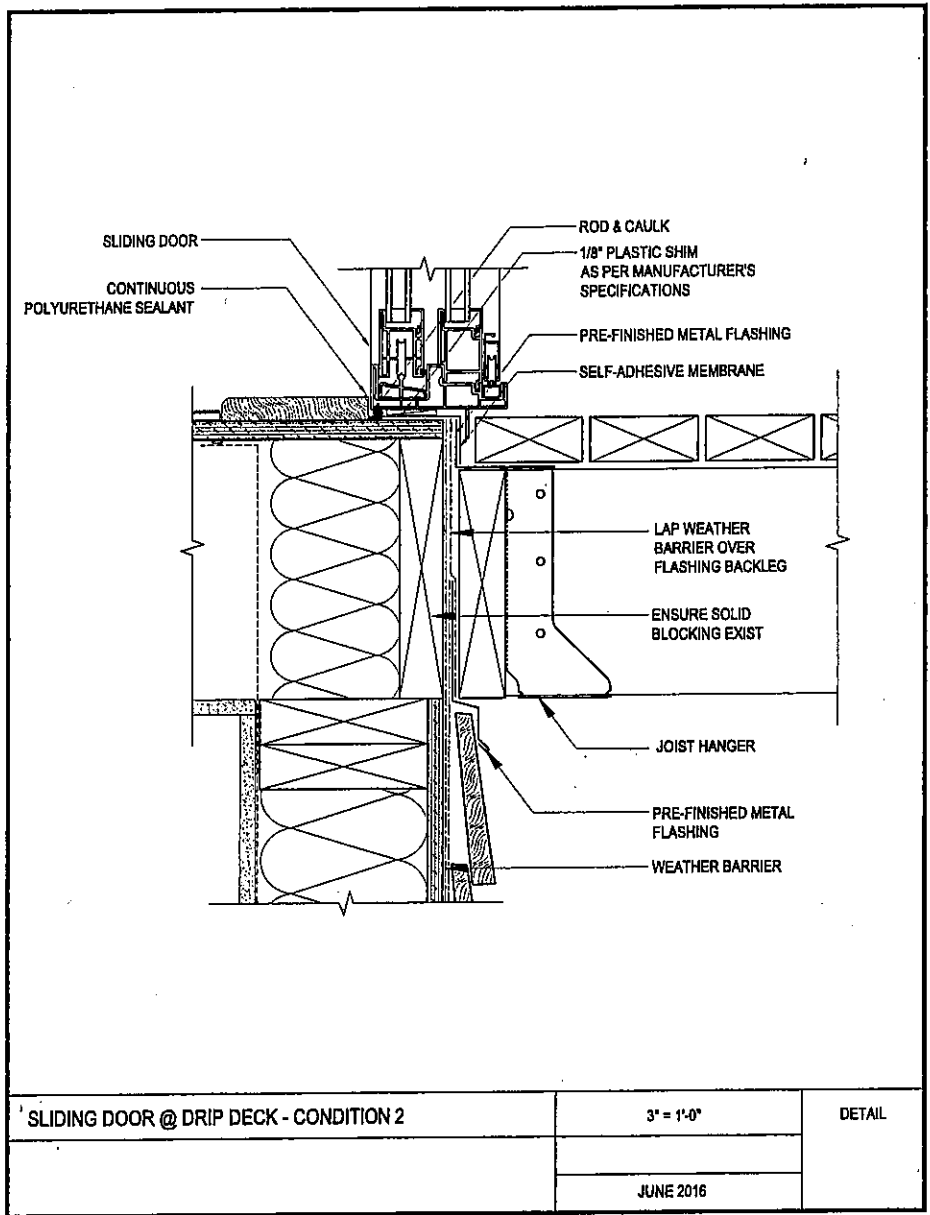 SLIDING DOOR
CONTINUOUS
POLYURETHANE SEALANT
ROD & CAULK
1/8" PLASTIC SHIM
AS PER MANUFACTURER'S
SPECIFICATIONS
PRE-FINISHED METAL FLASHING
SELF-ADHESIVE MEMBRANE
LAP WEATHER
BARRIER OVER
FLASHING BACKLEG
ENSURE SOLID
BLOCKING EXIST
JOIST HANGER
PRE-FINISHED METAL
FLASHING
WEATHER BARRIER
SLIDING DOOR @ DRIP DECK - CONDITION 2
3" = 1'-0"
DETAIL
JUNE 2016